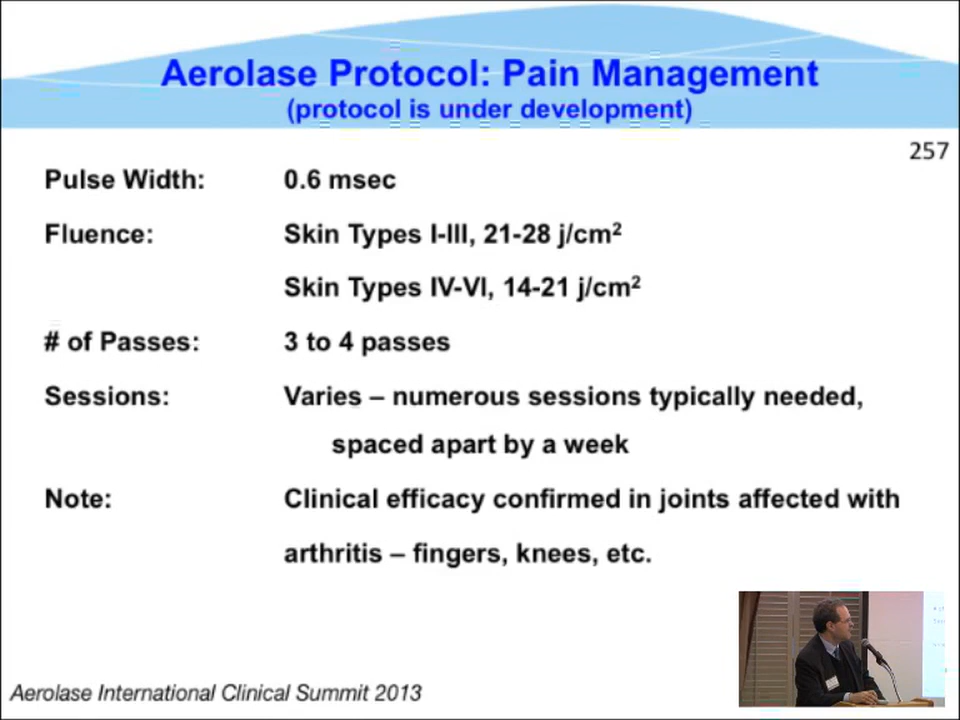 Aerolase Protocol: Pain Management
(protocol is under development)
257
Pulse Width: 0.6 msec
Fluence: Skin Types I-III, 21-28 j/cm²
Skin Types IV-VI, 14-21 j/cm²
# of Passes: 3 to 4 passes
Sessions: Varies – numerous sessions typically needed,
spaced apart by a week
Note: Clinical efficacy confirmed in joints affected with
arthritis – fingers, knees, etc.
Aerolase International Clinical Summit 2013